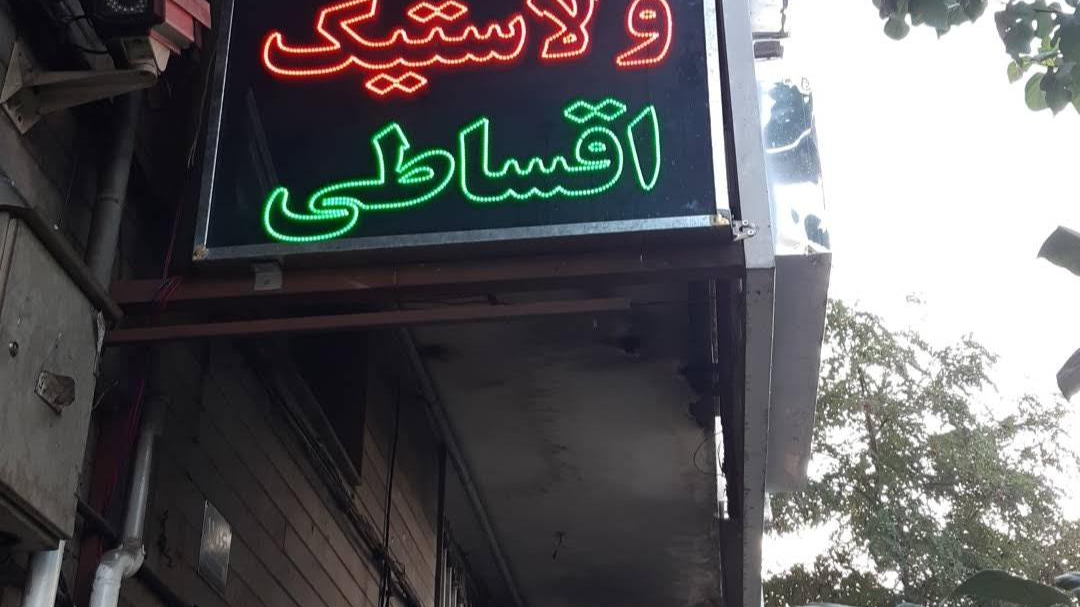 و لاستیک
اقساطی